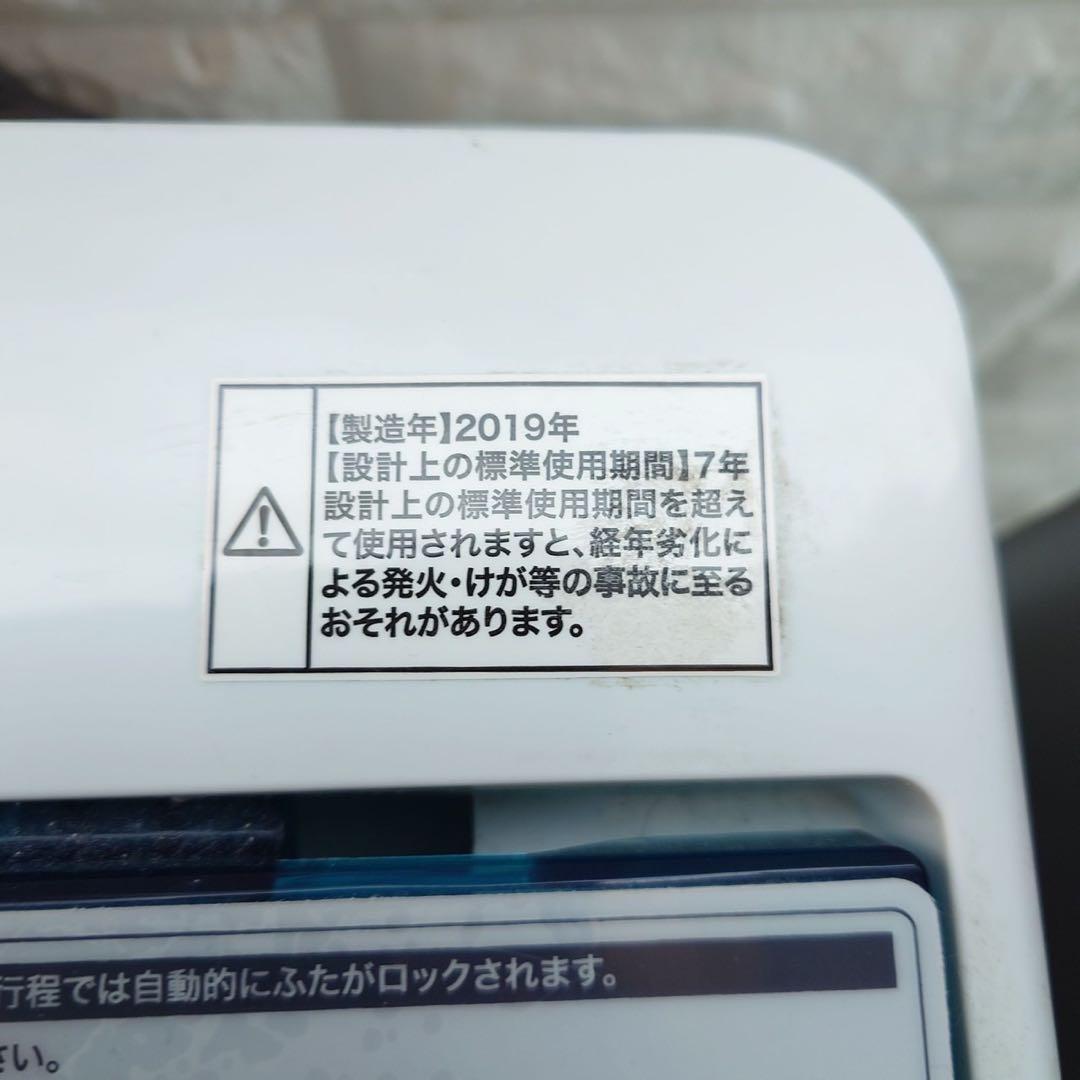 【製造年】2019年
【設計上の標準使用期間】7年
設計上の標準使用期間を超え
て使用されますと、経年劣化に
よる発火・けが等の事故に至る
おそれがあります。
行程では自動的にふたがロックされます。
さい。